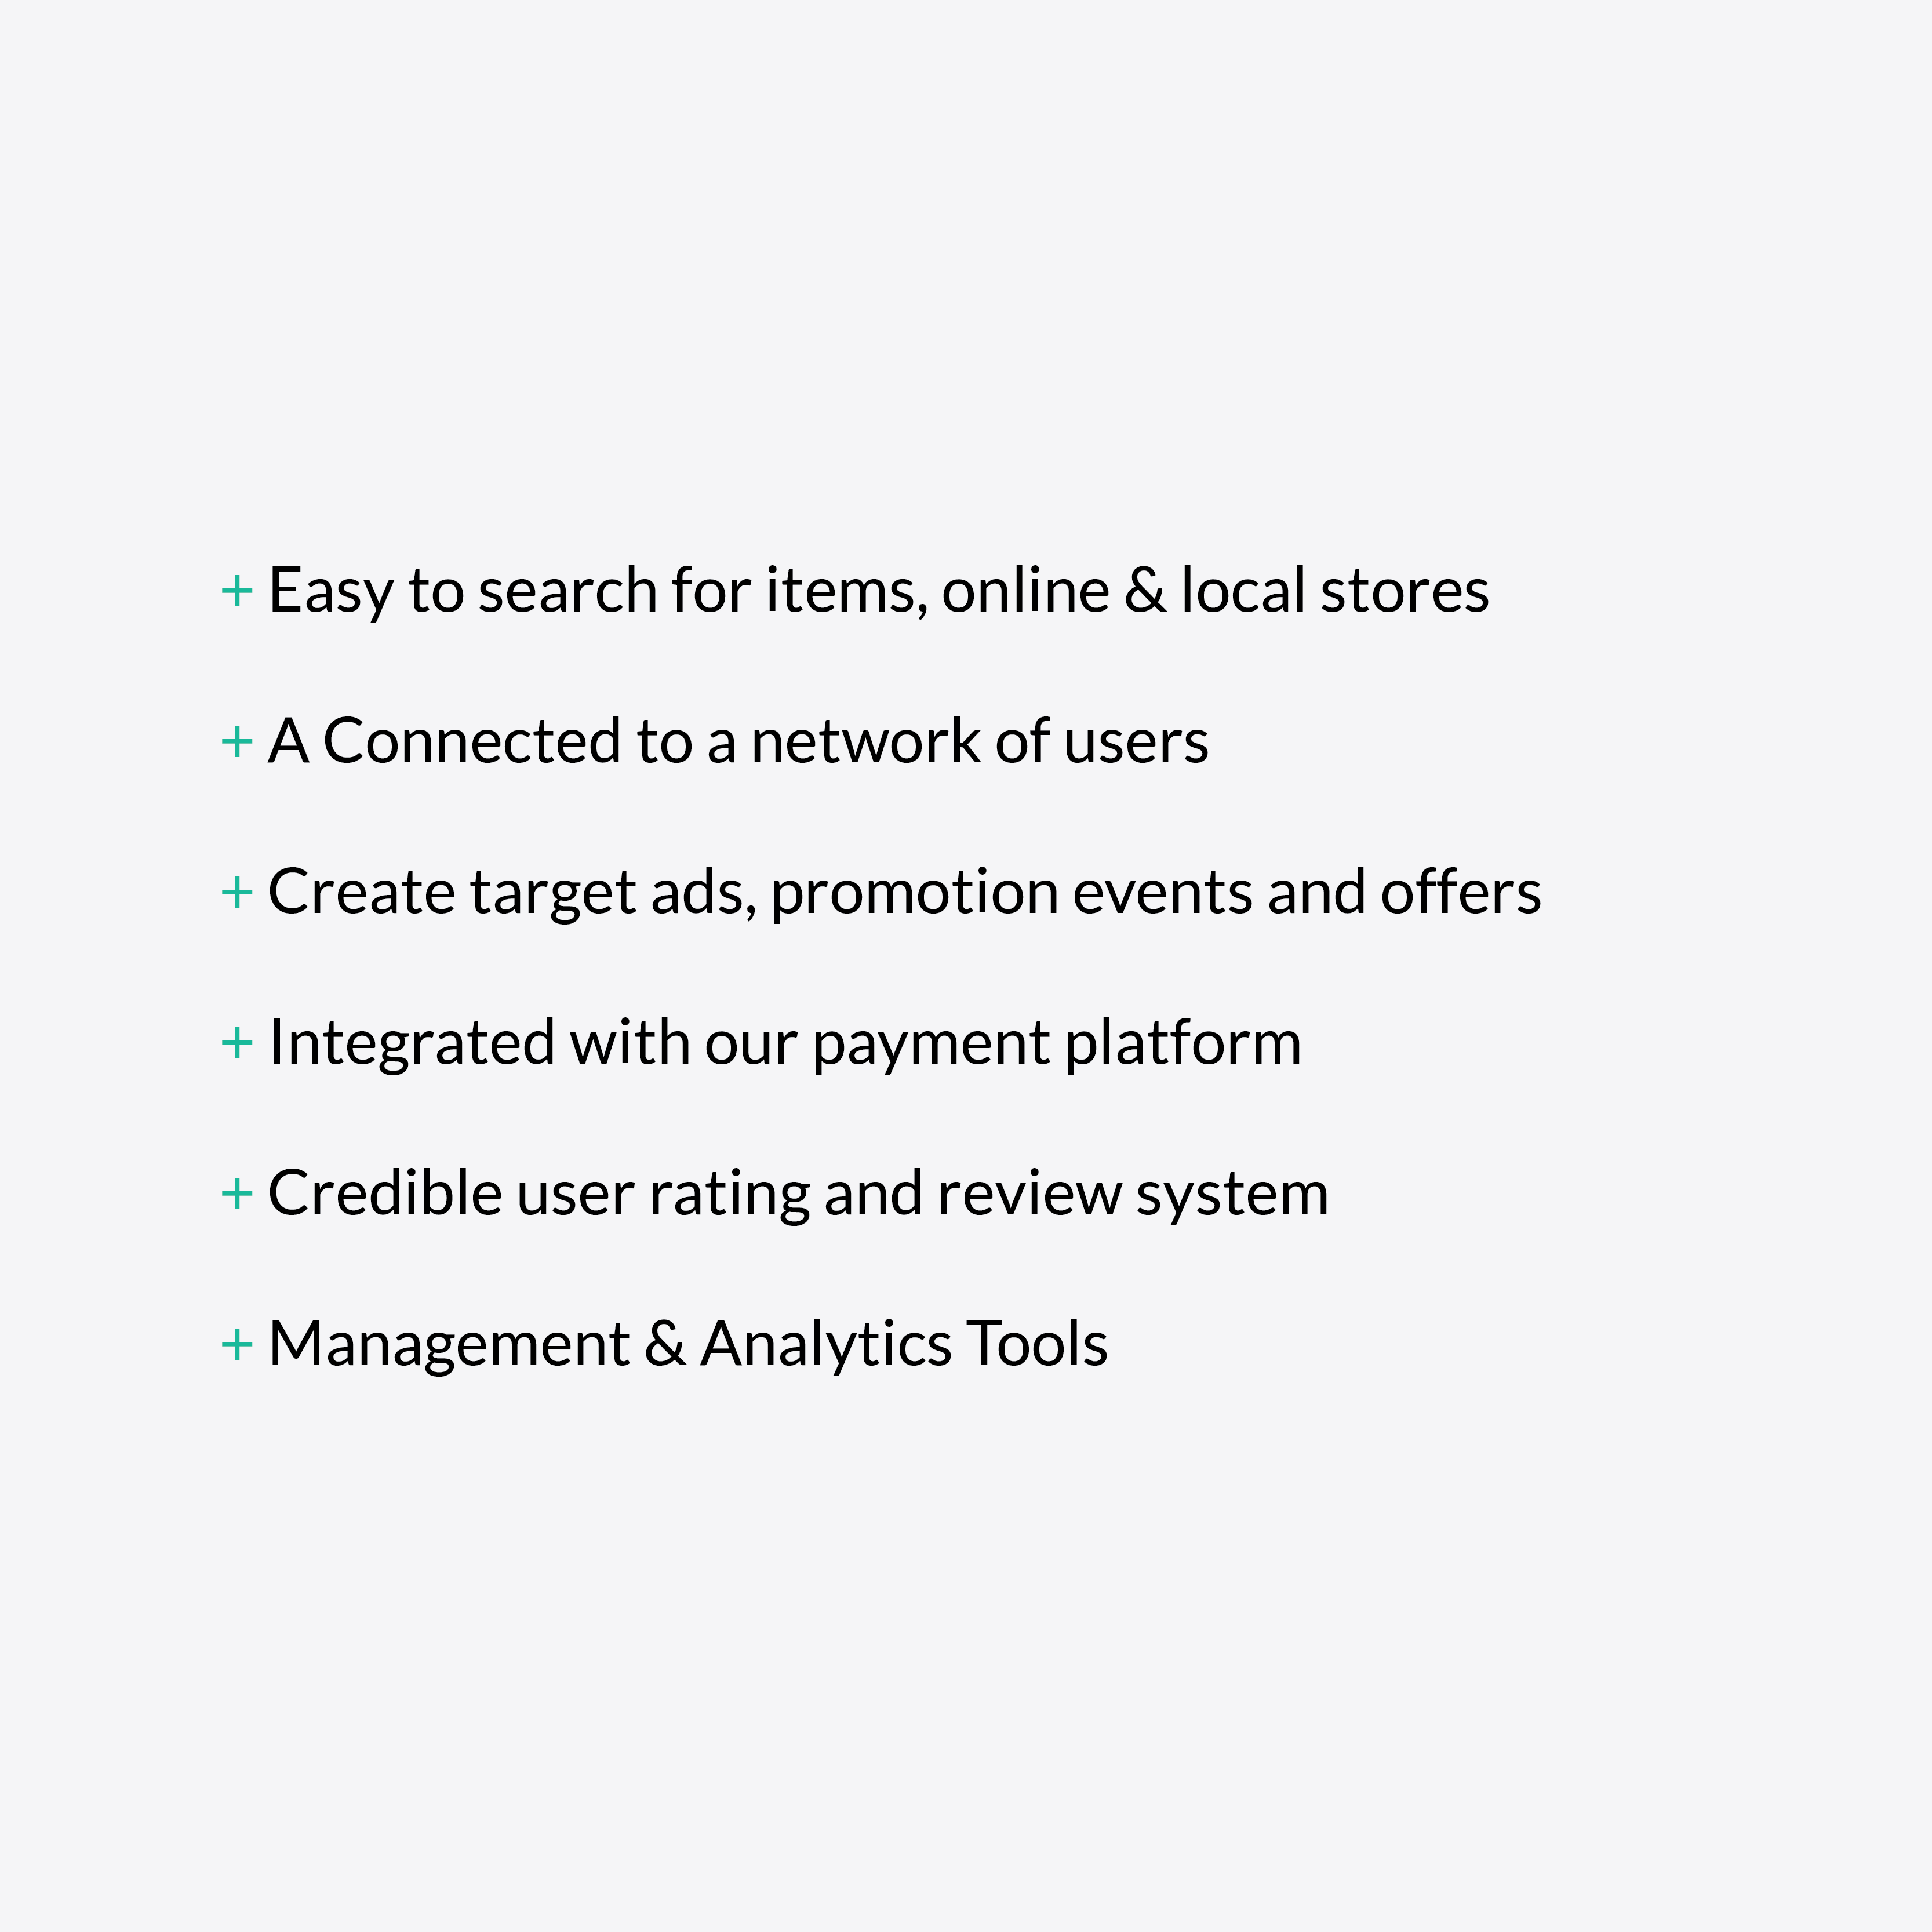 + Easy to search for items, online & local stores
+ A Connected to a network of users
+ Create target ads, promotion events and offers
+ Integrated with our payment platform
+ Credible user rating and review system
+ Management & Analytics Tools